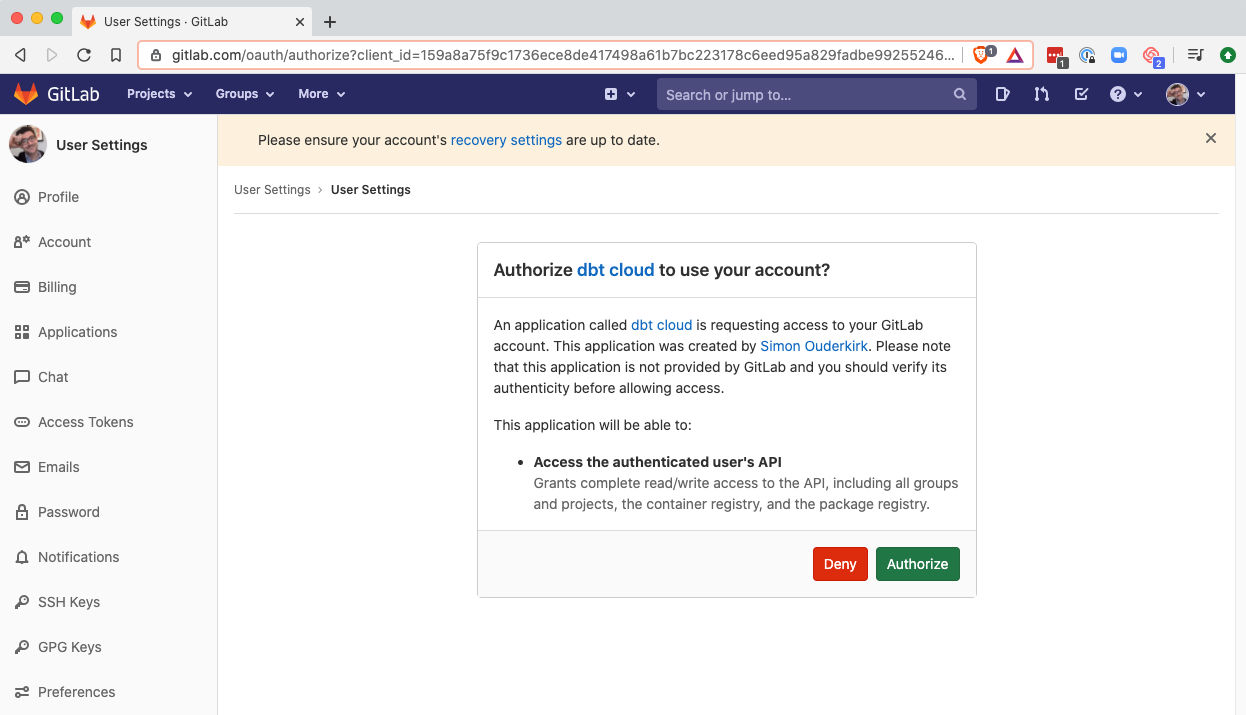 User Settings · GitLab
gitlab.com/oauth/authorize?client_id=159a8a75f9c1736ece8de417498a61b7bc223178c6eed95a829fadbe99255246...
1
1
2
GitLab
Projects
Groups
More
Search or jump to...
User Settings
Profile
Account
Billing
Applications
Chat
Access Tokens
Emails
Password
Notifications
SSH Keys
GPG Keys
Preferences
Please ensure your account's recovery settings are up to date.
User Settings › User Settings
Authorize dbt cloud to use your account?
An application called dbt cloud is requesting access to your GitLab
account. This application was created by Simon Ouderkirk. Please note
that this application is not provided by GitLab and you should verify its
authenticity before allowing access.
This application will be able to:
• Access the authenticated user's API
Grants complete read/write access to the API, including all groups
and projects, the container registry, and the package registry.
Deny
Authorize